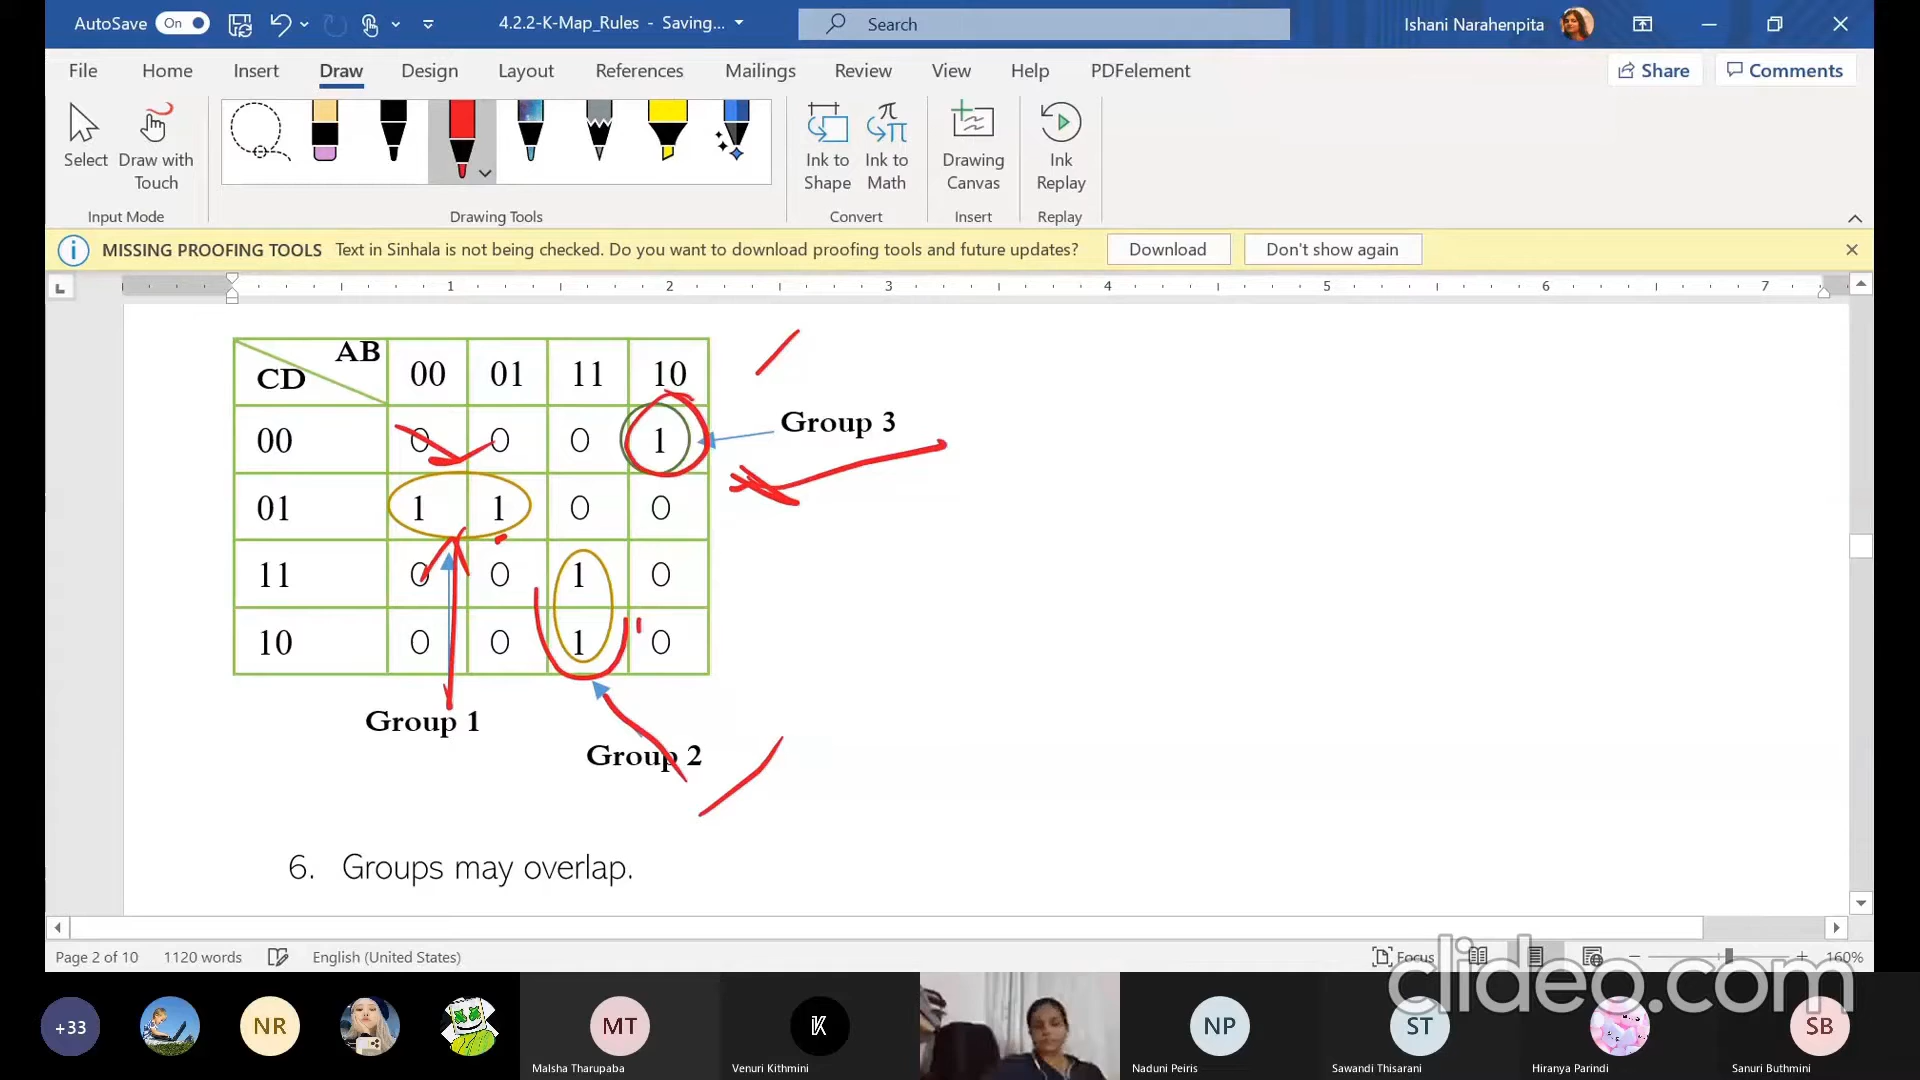 AutoSave On 4.2.2-K-Map_Rules - Saving... Search Ishani Narahenpita
File Home Insert Draw Design Layout References Mailings Review View Help PDFelement Share Comments
Select Draw with Touch Ink to Shape Ink to Math Drawing Canvas Ink Replay
Input Mode Drawing Tools Convert Insert Replay
MISSING PROOFING TOOLS Text in Sinhala is not being checked. Do you want to download proofing tools and future updates? Download Don't show again
1 2 3 4 5 6 7
AB
CD 00 01 11 10
00 0 0 0 1
Group 3
01 1 1 0 0
11 0 0 1 0
10 0 0 1 0
Group 1
Group 2
6. Groups may overlap.
Page 2 of 10 1120 words English (United States) Focus 160%
clideo.com
+33 NR MT K NP ST SB
Malsha Tharupaba Venuri Kithmini Naduni Peiris Sawandi Thisarani Hiranya Parindi Sanuri Buthmini